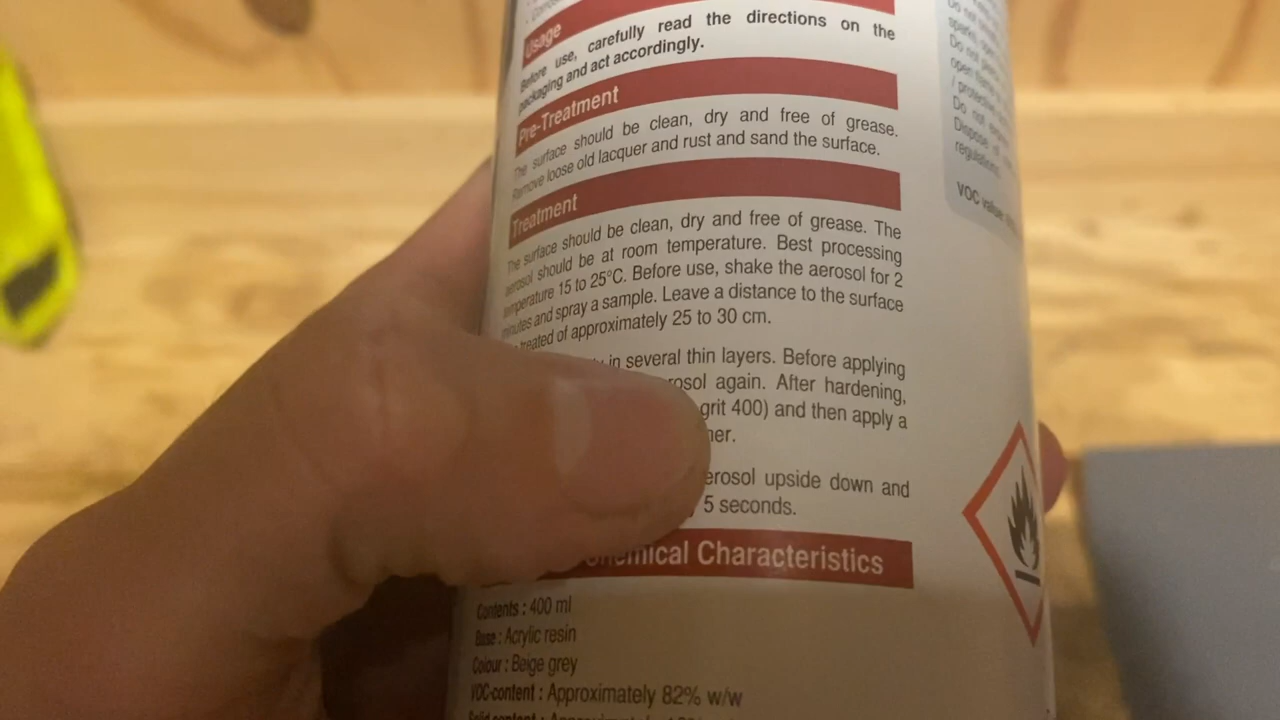 Usage
Before use, carefully read the directions on the
packaging and act accordingly.
Pre-Treatment
The surface should be clean, dry and free of grease.
Remove loose old lacquer and rust and sand the surface.
Treatment
The surface should be clean, dry and free of grease. The
aerosol should be at room temperature. Best processing
temperature 15 to 25°C. Before use, shake the aerosol for 2
minutes and spray a sample. Leave a distance to the surface
treated of approximately 25 to 30 cm.
in several thin layers. Before applying
again. After hardening,
grit 400) and then apply a
upside down and
5 seconds.
Characteristics
Contents : 400 ml
Base : Acrylic resin
Colour : Beige grey
VOC-content : Approximately 82% w/w
Do not
Do not
Dispose
VOC value